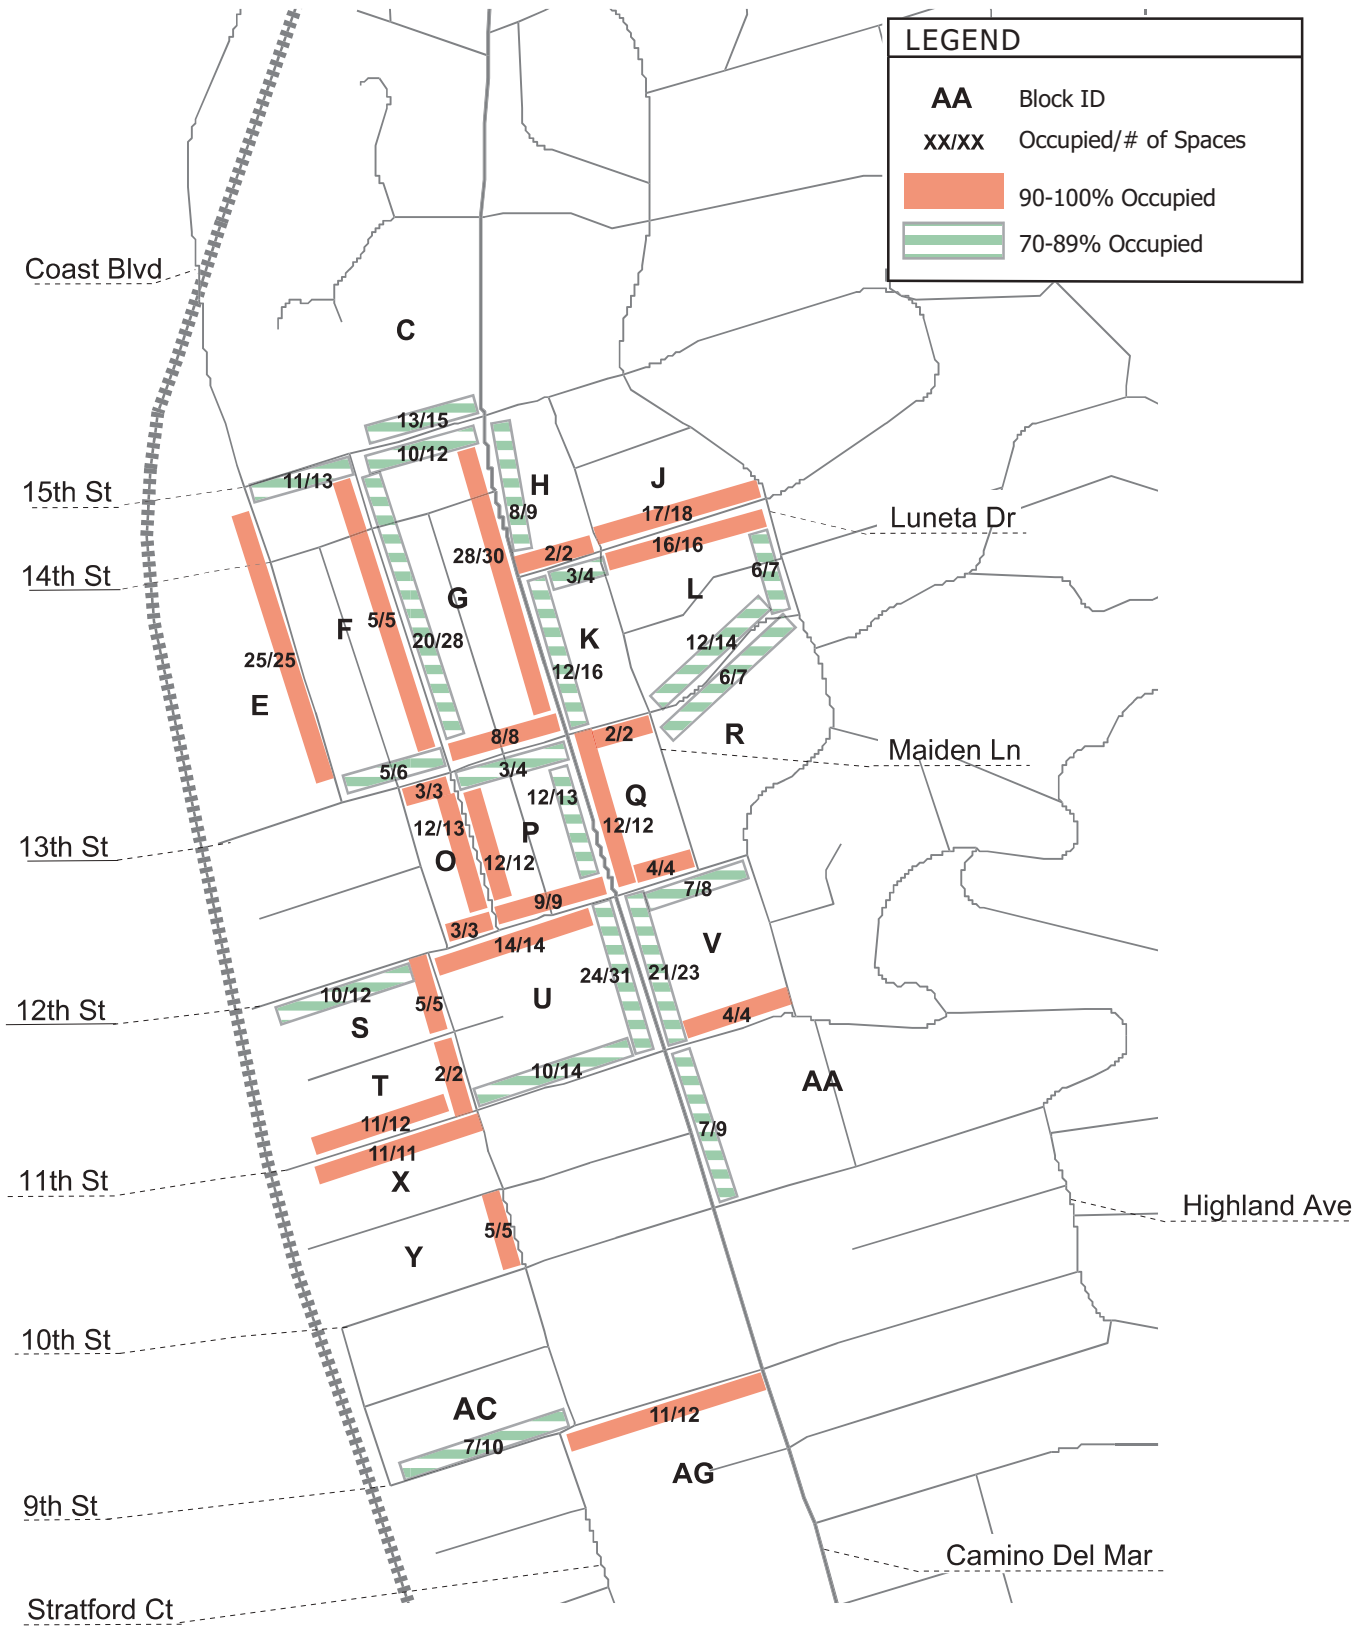 LEGEND
AA
Block ID
XX/XX
Occupied/# of Spaces
90-100% Occupied
70-89% Occupied
Coast Blvd
C
13/15
10/12
11/13
15th St
H
J
8/9
17/18
Luneta Dr
2/2
16/16
28/30
3/4
6/7
14th St
G
L
F
5/5
20/28
K
12/14
25/25
12/16
6/7
E
8/8
2/2
R
Maiden Ln
5/6
3/4
3/3
12/13
Q
12/13
P
12/12
13th St
O
12/12
4/4
7/8
9/9
3/3
14/14
V
24/31
21/23
10/12
U
5/5
12th St
S
4/4
10/14
2/2
T
AA
11/12
7/9
11/11
11th St
X
Highland Ave
5/5
Y
10th St
AC
11/12
7/10
AG
9th St
Camino Del Mar
Stratford Ct